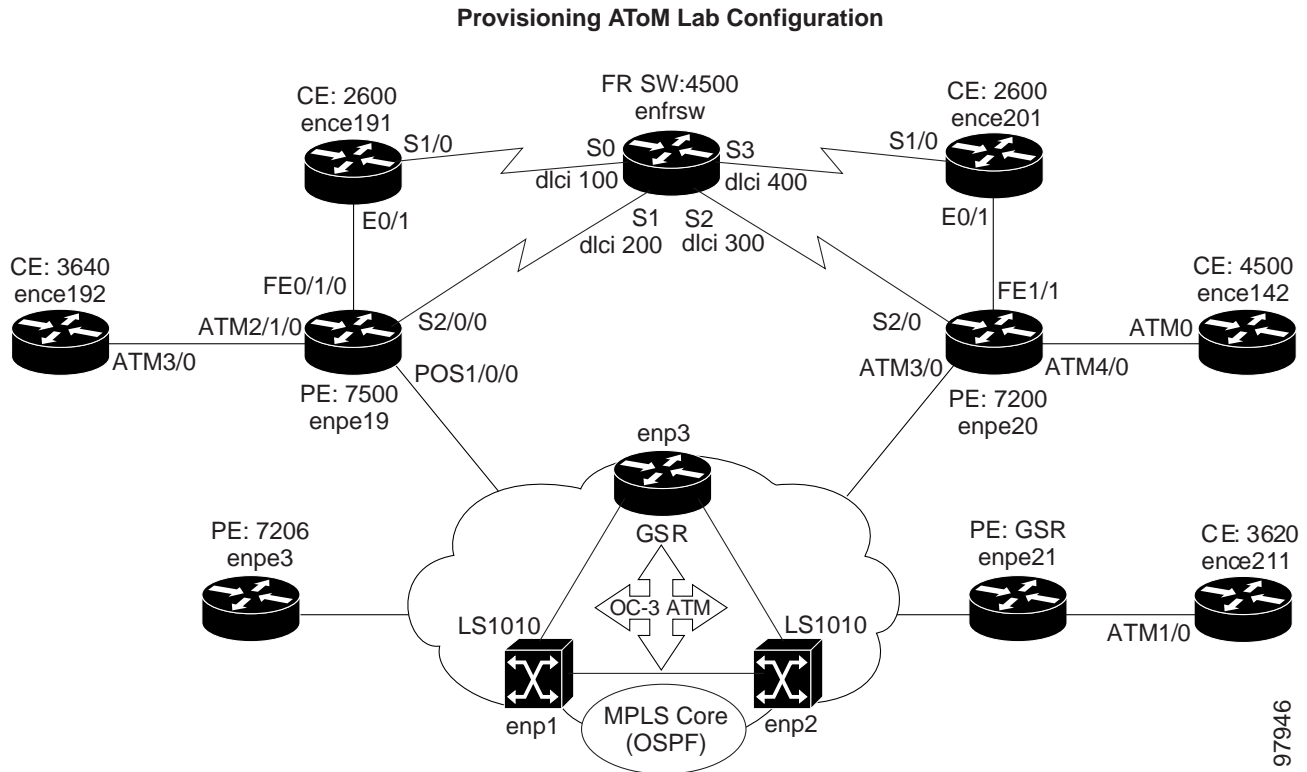 Provisioning AToM Lab Configuration
FR SW:4500
enfrsw
CE: 2600
ence191
CE: 2600
ence201
S1/0
S0
S3
S1/0
dlci 100
dlci 400
E0/1
S1
S2
E0/1
dlci 200
dlci 300
CE: 3640
ence192
CE: 4500
ence142
FE0/1/0
FE1/1
ATM2/1/0
S2/0/0
S2/0
ATM0
ATM3/0
ATM3/0
ATM4/0
POS1/0/0
PE: 7500
enpe19
PE: 7200
enpe20
enp3
GSR
PE: 7206
enpe3
PE: GSR
enpe21
CE: 3620
ence211
OC-3 ATM
LS1010
LS1010
ATM1/0
enp1
enp2
MPLS Core
(OSPF)
97946